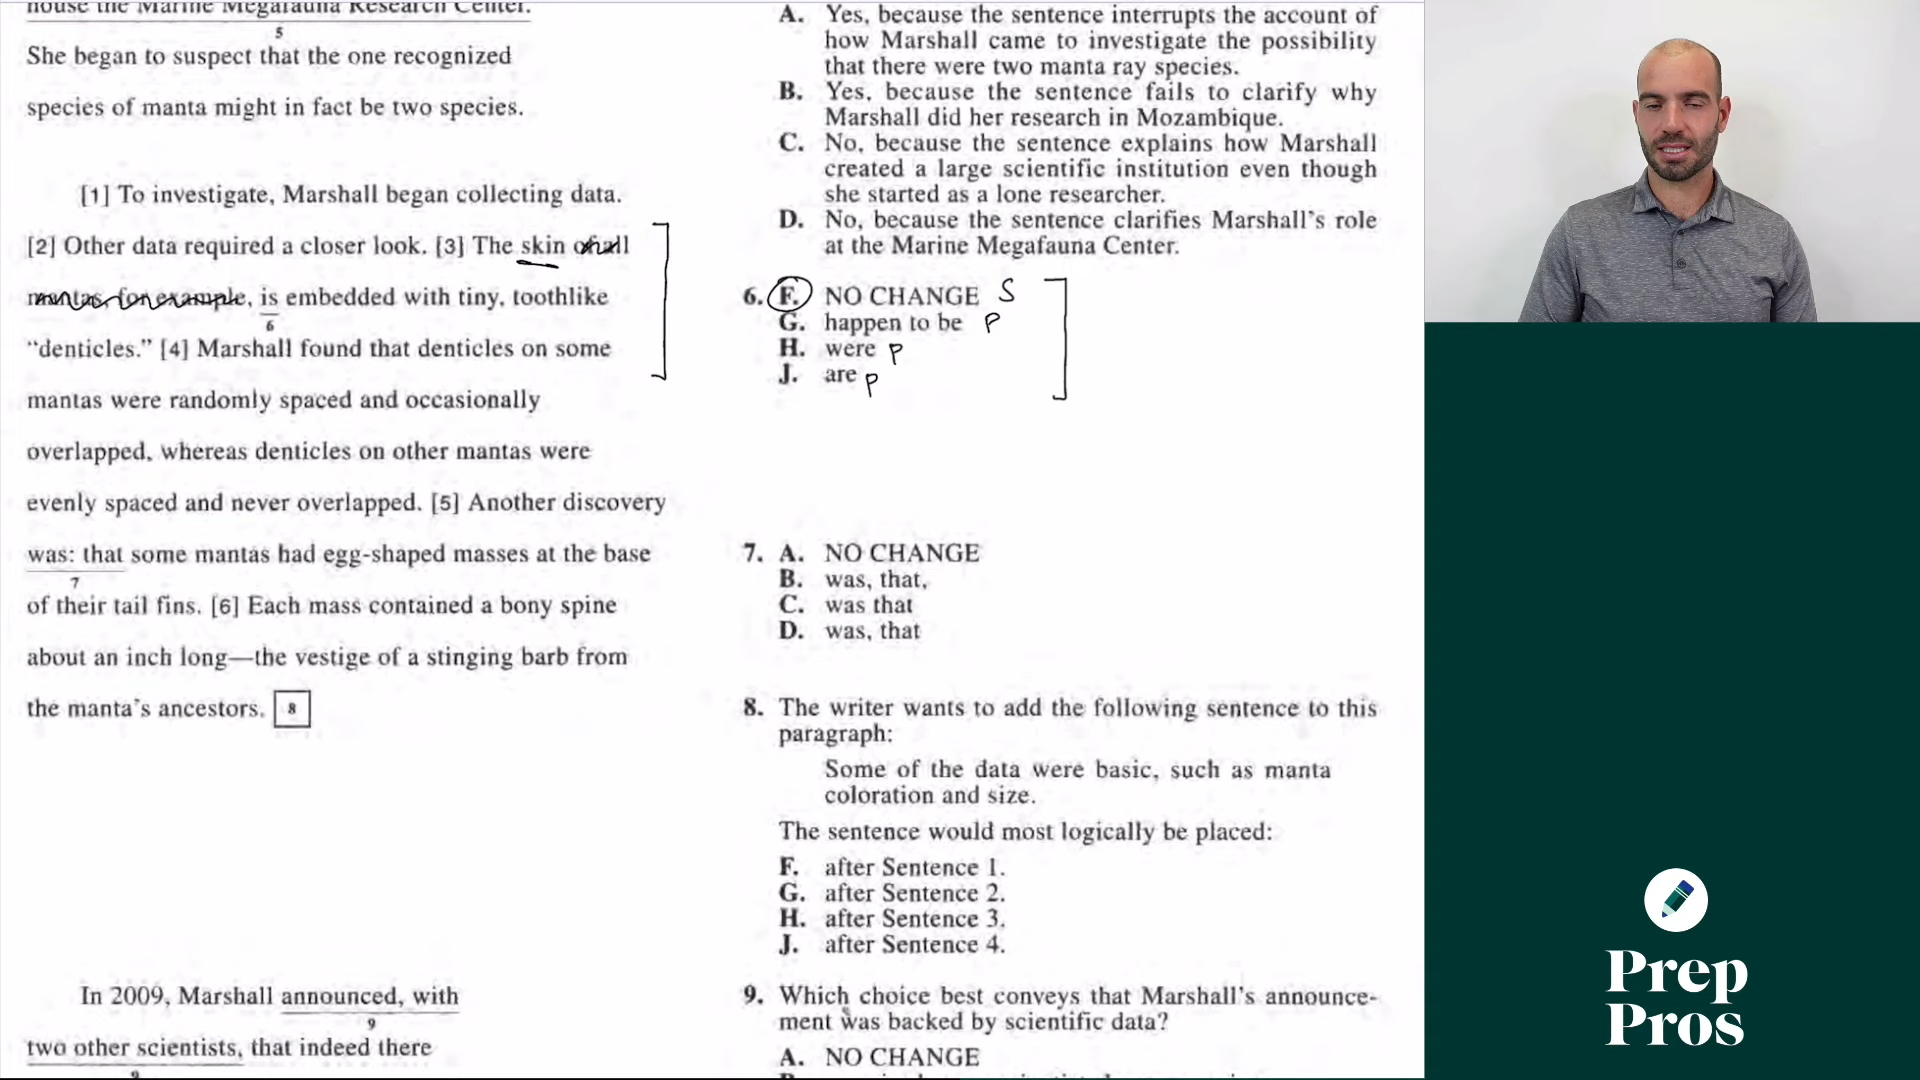 house the Marine Megafauna Research Center.
5
She began to suspect that the one recognized
species of manta might in fact be two species.
[1] To investigate, Marshall began collecting data.
[2] Other data required a closer look. [3] The skin of all
mantas, for example, is embedded with tiny, toothlike
6
“denticles.” [4] Marshall found that denticles on some
mantas were randomly spaced and occasionally
overlapped, whereas denticles on other mantas were
evenly spaced and never overlapped. [5] Another discovery
was: that some mantas had egg-shaped masses at the base
7
of their tail fins. [6] Each mass contained a bony spine
about an inch long—the vestige of a stinging barb from
the manta’s ancestors. 8
In 2009, Marshall announced, with
9
two other scientists, that indeed there
9
A. Yes, because the sentence interrupts the account of
how Marshall came to investigate the possibility
that there were two manta ray species.
B. Yes, because the sentence fails to clarify why
Marshall did her research in Mozambique.
C. No, because the sentence explains how Marshall
created a large scientific institution even though
she started as a lone researcher.
D. No, because the sentence clarifies Marshall’s role
at the Marine Megafauna Center.
6. F. NO CHANGE S
G. happen to be P
H. were P
J. are P
7. A. NO CHANGE
B. was, that,
C. was that
D. was, that
8. The writer wants to add the following sentence to this
paragraph:
Some of the data were basic, such as manta
coloration and size.
The sentence would most logically be placed:
F. after Sentence 1.
G. after Sentence 2.
H. after Sentence 3.
J. after Sentence 4.
9. Which choice best conveys that Marshall’s announce-
ment was backed by scientific data?
A. NO CHANGE
Prep
Pros